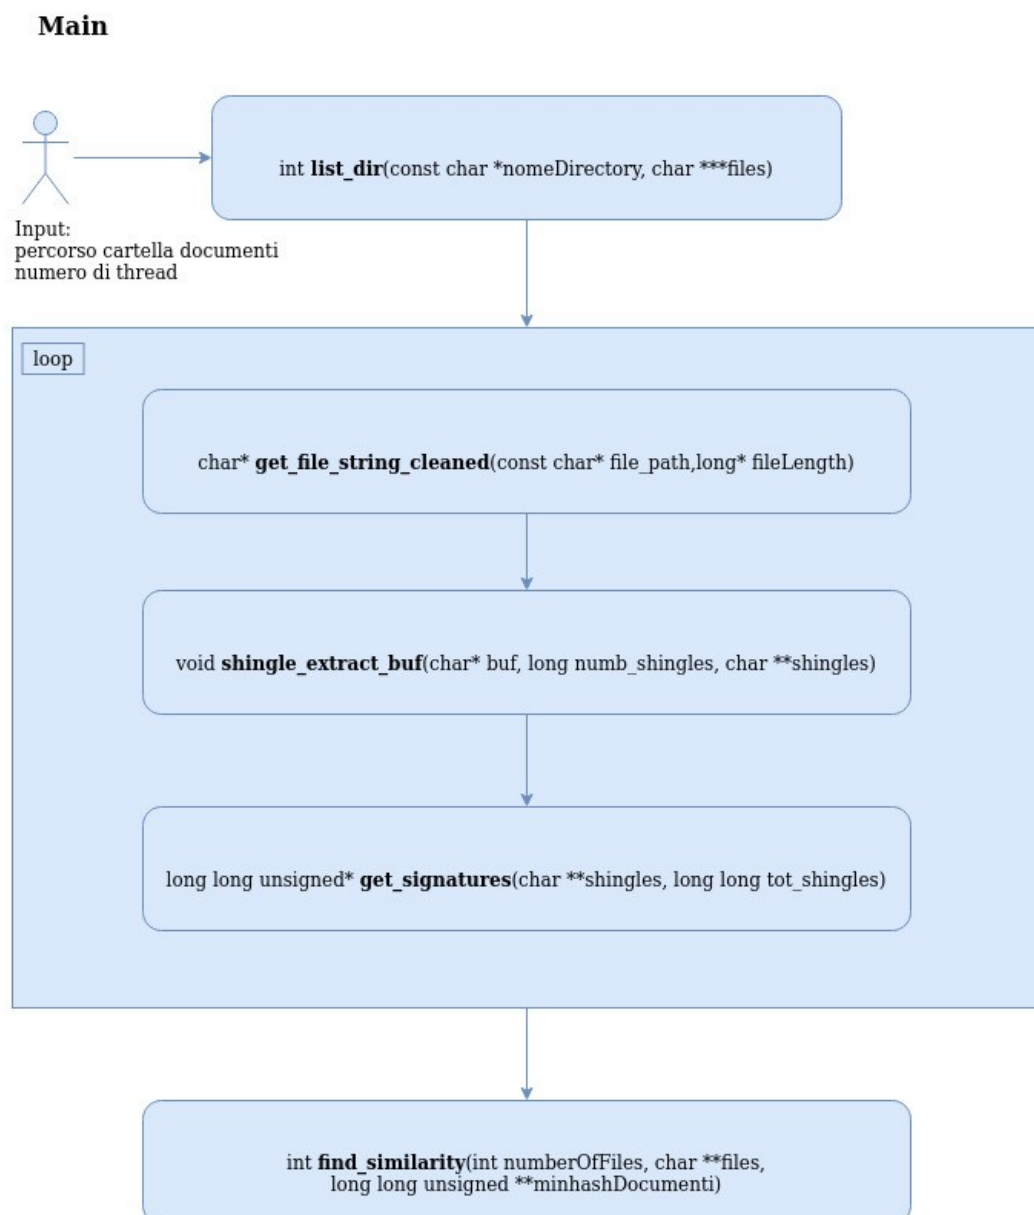 Main
int list_dir(const char *nomeDirectory, char ***files)
Input:
percorso cartella documenti
numero di thread
loop
char* get_file_string_cleaned(const char* file_path,long* fileLength)
void shingle_extract_buf(char* buf, long numb_shingles, char **shingles)
long long unsigned* get_signatures(char **shingles, long long tot_shingles)
int find_similarity(int numberOfFiles, char **files,
long long unsigned **minhashDocumenti)